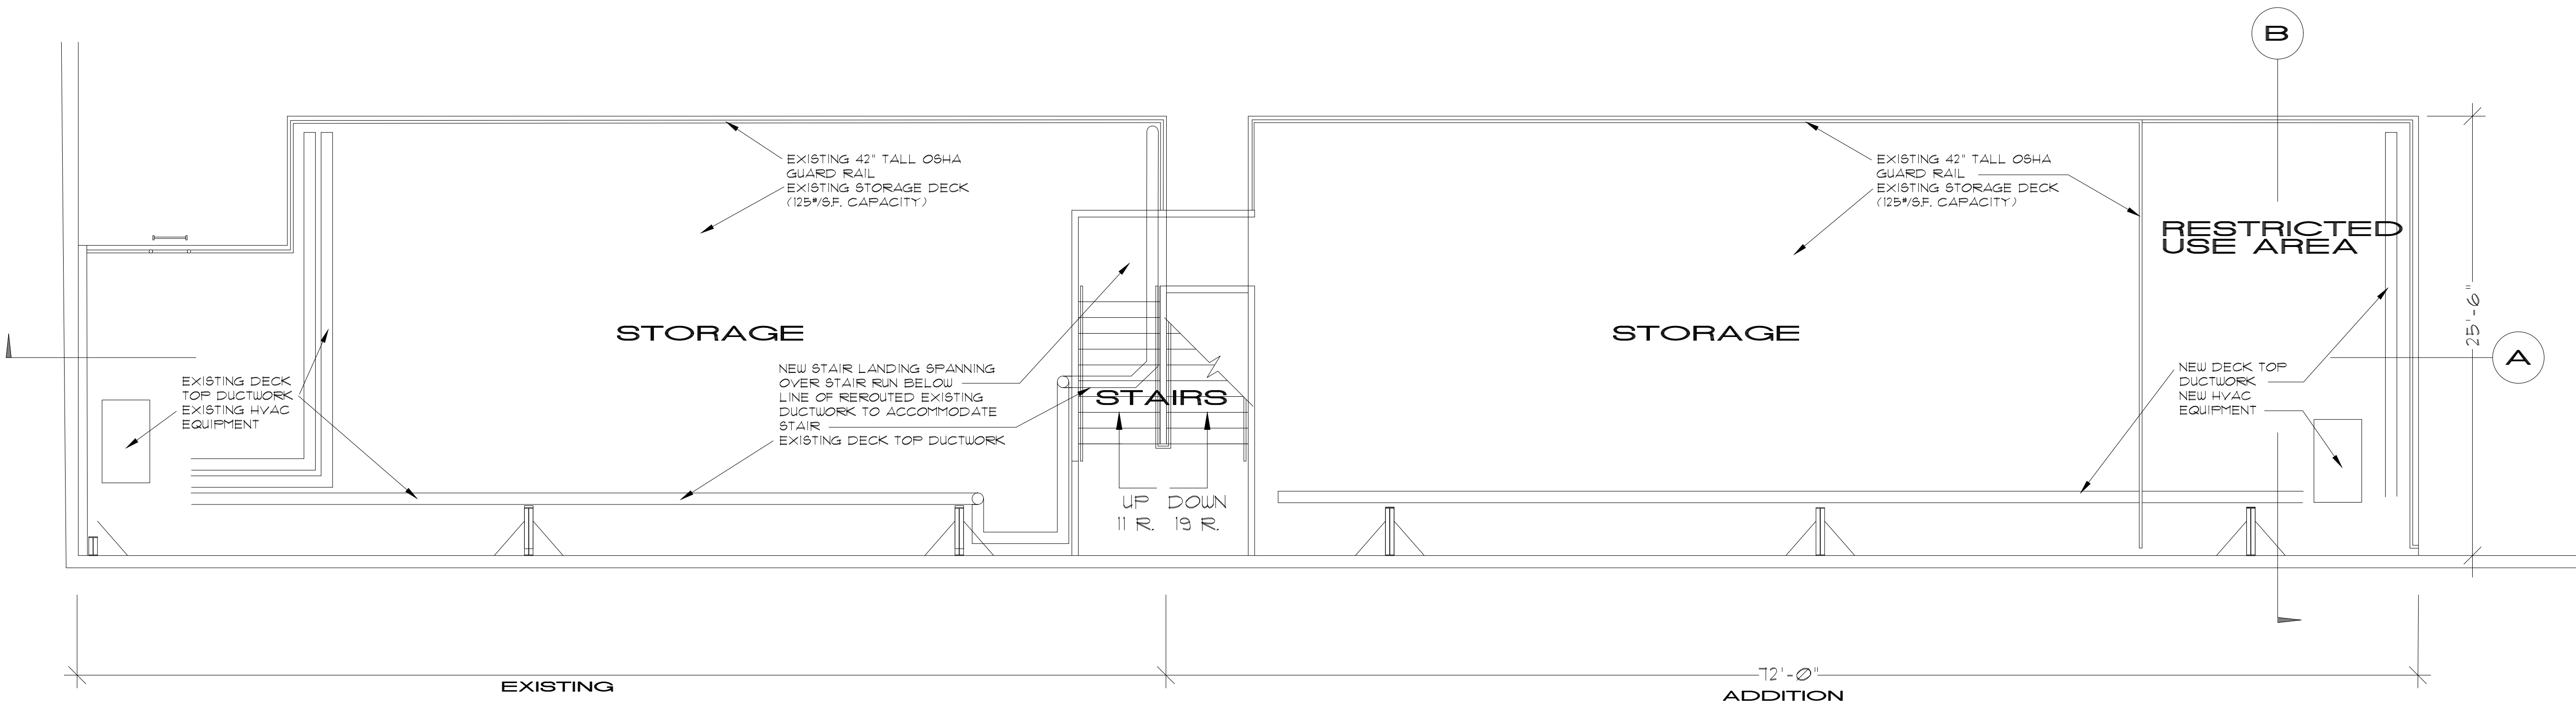 B
EXISTING 42" TALL OSHA
GUARD RAIL
EXISTING STORAGE DECK
(125#/S.F. CAPACITY)
EXISTING 42" TALL OSHA
GUARD RAIL
EXISTING STORAGE DECK
(125#/S.F. CAPACITY)
RESTRICTED
USE AREA
25'-6"
STORAGE
STORAGE
A
EXISTING DECK
TOP DUCTWORK
EXISTING HVAC
EQUIPMENT
NEW STAIR LANDING SPANNING
OVER STAIR RUN BELOW
LINE OF REROUTED EXISTING
DUCTWORK TO ACCOMMODATE
STAIR
EXISTING DECK TOP DUCTWORK
STAIRS
NEW DECK TOP
DUCTWORK
NEW HVAC
EQUIPMENT
UP DOWN
11 R. 19 R.
EXISTING
72'-0"
ADDITION